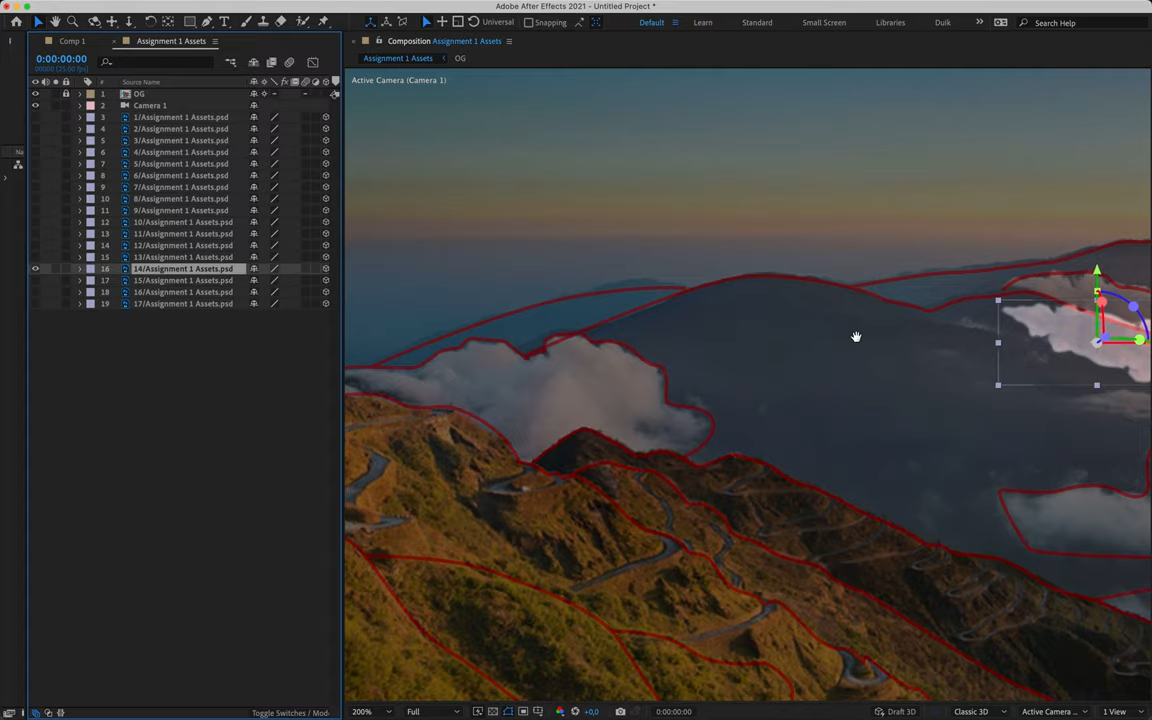 Adobe After Effects 2021 - Untitled Project *
Universal
Snapping
Default
Learn
Standard
Small Screen
Libraries
Duik
Search Help
Comp 1
Assignment 1 Assets
Composition Assignment 1 Assets
0:00:00:00
00000 (25.00 fps)
Assignment 1 Assets
OG
Active Camera (Camera 1)
# Source Name
1 OG
2 Camera 1
3 1/Assignment 1 Assets.psd
4 2/Assignment 1 Assets.psd
5 3/Assignment 1 Assets.psd
6 4/Assignment 1 Assets.psd
Na
7 5/Assignment 1 Assets.psd
8 6/Assignment 1 Assets.psd
9 7/Assignment 1 Assets.psd
10 8/Assignment 1 Assets.psd
11 9/Assignment 1 Assets.psd
12 10/Assignment 1 Assets.psd
13 11/Assignment 1 Assets.psd
14 12/Assignment 1 Assets.psd
15 13/Assignment 1 Assets.psd
16 14/Assignment 1 Assets.psd
17 15/Assignment 1 Assets.psd
18 16/Assignment 1 Assets.psd
19 17/Assignment 1 Assets.psd
Toggle Switches / Mod
200%
Full
+0,0
0:00:00:00
Draft 3D
Classic 3D
Active Camera ...
1 View